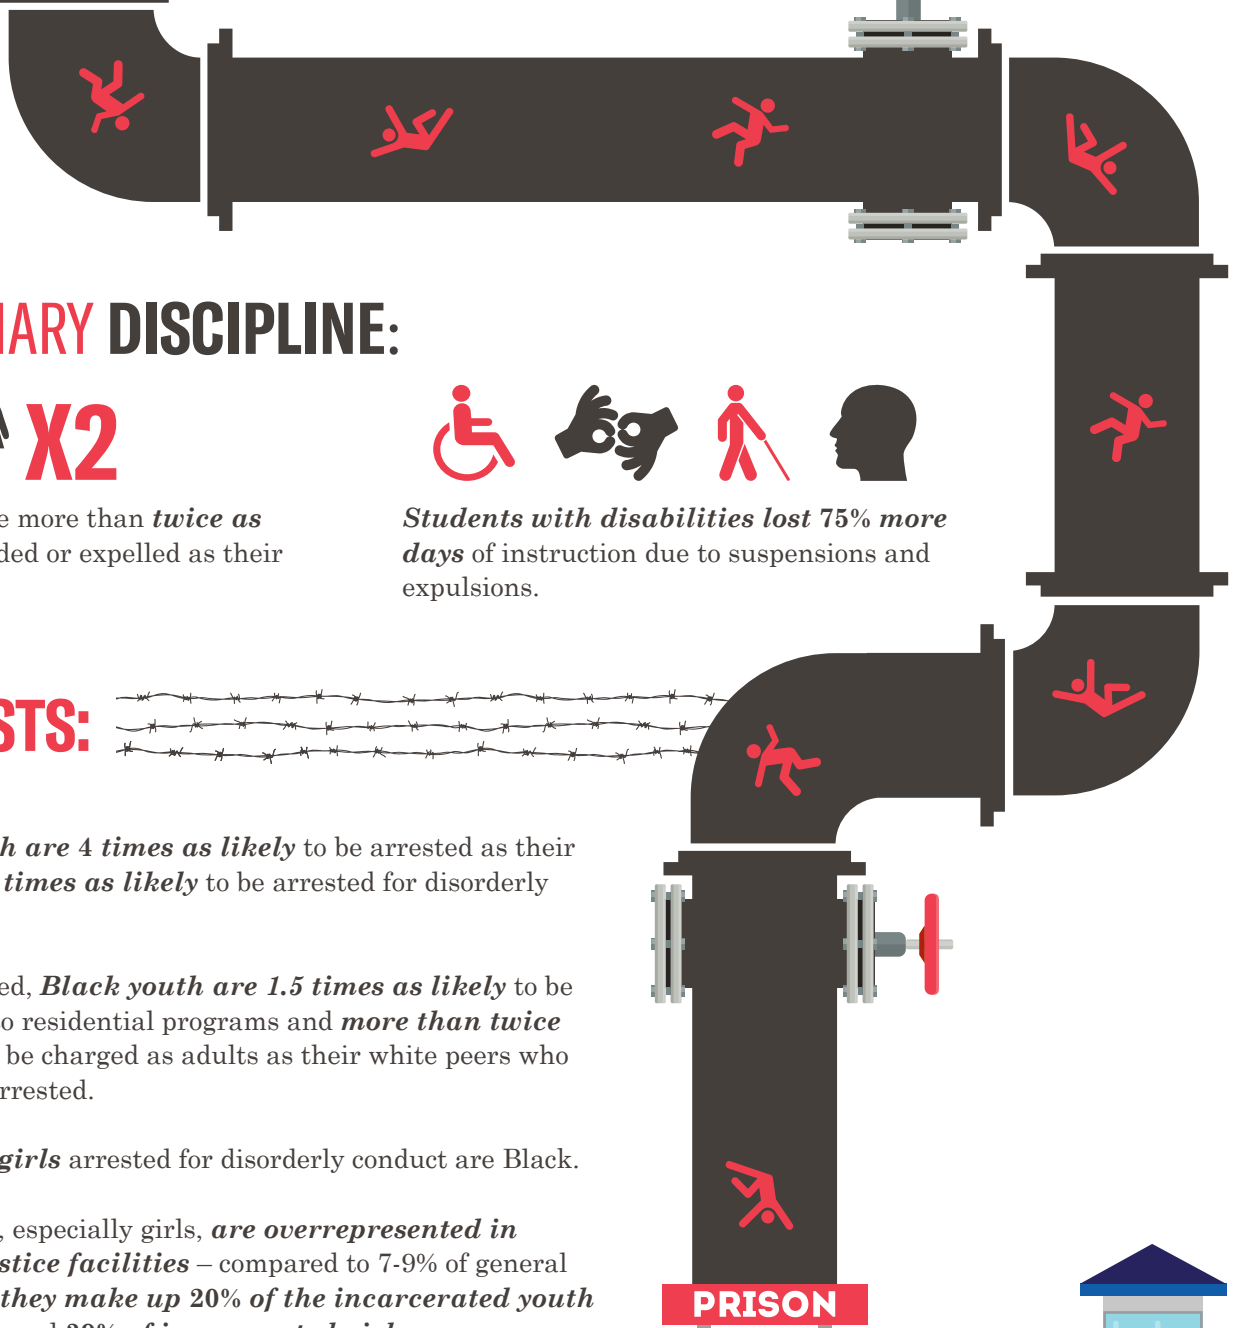 ARY DISCIPLINE:
X2
e more than twice as
ded or expelled as their
Students with disabilities lost 75% more
days of instruction due to suspensions and
expulsions.
STS:
h are 4 times as likely to be arrested as their
times as likely to be arrested for disorderly
ed, Black youth are 1.5 times as likely to be
o residential programs and more than twice
be charged as adults as their white peers who
rrested.
girls arrested for disorderly conduct are Black.
, especially girls, are overrepresented in
stice facilities – compared to 7-9% of general
they make up 20% of the incarcerated youth
PRISON